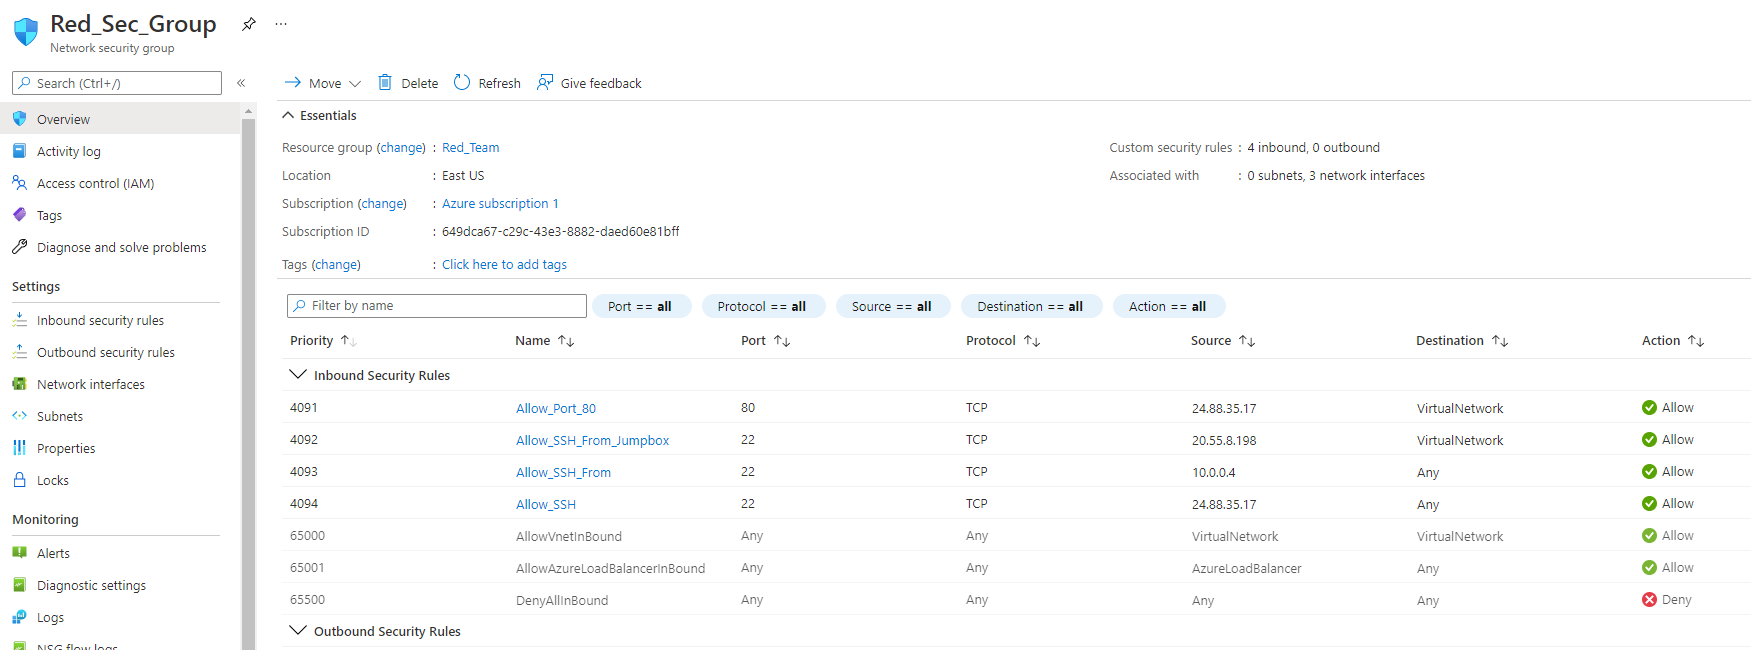 Red_Sec_Group
Network security group
Search (Ctrl+/)
Overview
Activity log
Access control (IAM)
Tags
Diagnose and solve problems
Settings
Inbound security rules
Outbound security rules
Network interfaces
Subnets
Properties
Locks
Monitoring
Alerts
Diagnostic settings
Logs
NSG flow logs
Move Delete Refresh Give feedback
Essentials
Resource group (change) : Red_Team
Location : East US
Subscription (change) : Azure subscription 1
Subscription ID : 649dca67-c29c-43e3-8882-daed60e81bff
Tags (change) : Click here to add tags
Custom security rules : 4 inbound, 0 outbound
Associated with : 0 subnets, 3 network interfaces
Filter by name Port == all Protocol == all Source == all Destination == all Action == all
Priority Name Port Protocol Source Destination Action
Inbound Security Rules
4091 Allow_Port_80 80 TCP 24.88.35.17 VirtualNetwork Allow
4092 Allow_SSH_From_Jumpbox 22 TCP 20.55.8.198 VirtualNetwork Allow
4093 Allow_SSH_From 22 TCP 10.0.0.4 Any Allow
4094 Allow_SSH 22 TCP 24.88.35.17 Any Allow
65000 AllowVnetInBound Any Any VirtualNetwork VirtualNetwork Allow
65001 AllowAzureLoadBalancerInBound Any Any AzureLoadBalancer Any Allow
65500 DenyAllInBound Any Any Any Any Deny
Outbound Security Rules